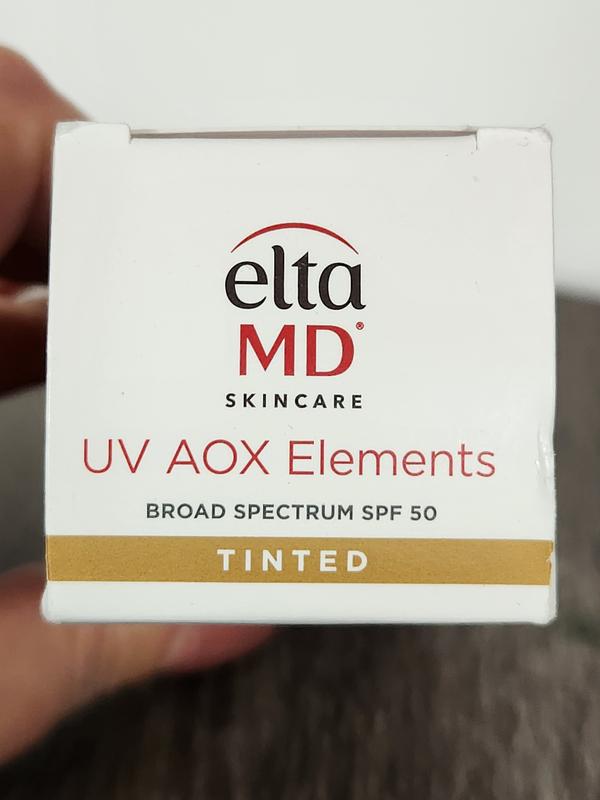 elta
MD®
SKINCARE
UV AOX Elements
BROAD SPECTRUM SPF 50
TINTED